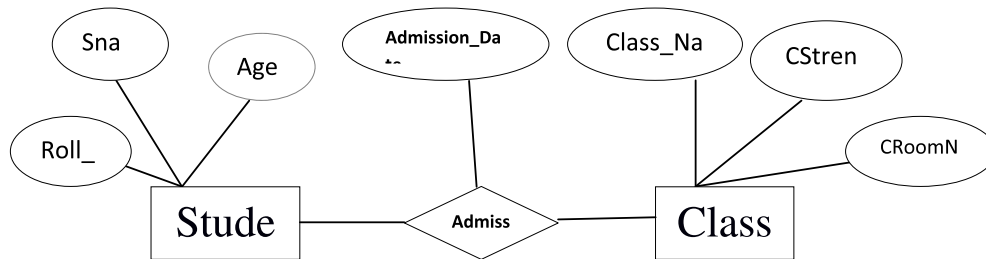 Sna
Age
Admission_Da
Class_Na
CStren
Roll_
CRoomN
Stude
Admiss
Class